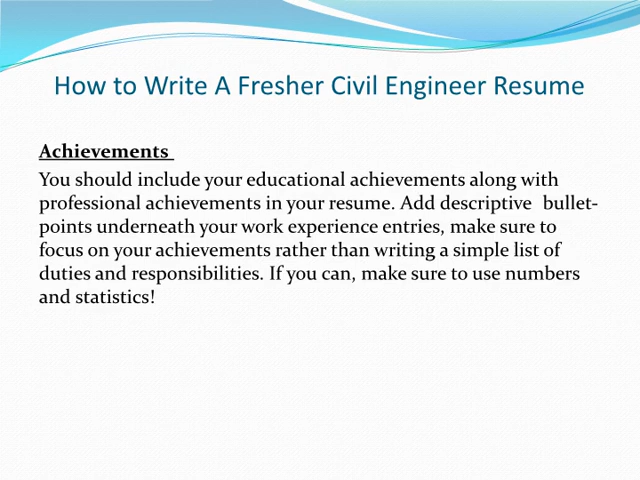 How to Write A Fresher Civil Engineer Resume
Achievements
You should include your educational achievements along with
professional achievements in your resume. Add descriptive bullet-
points underneath your work experience entries, make sure to
focus on your achievements rather than writing a simple list of
duties and responsibilities. If you can, make sure to use numbers
and statistics!